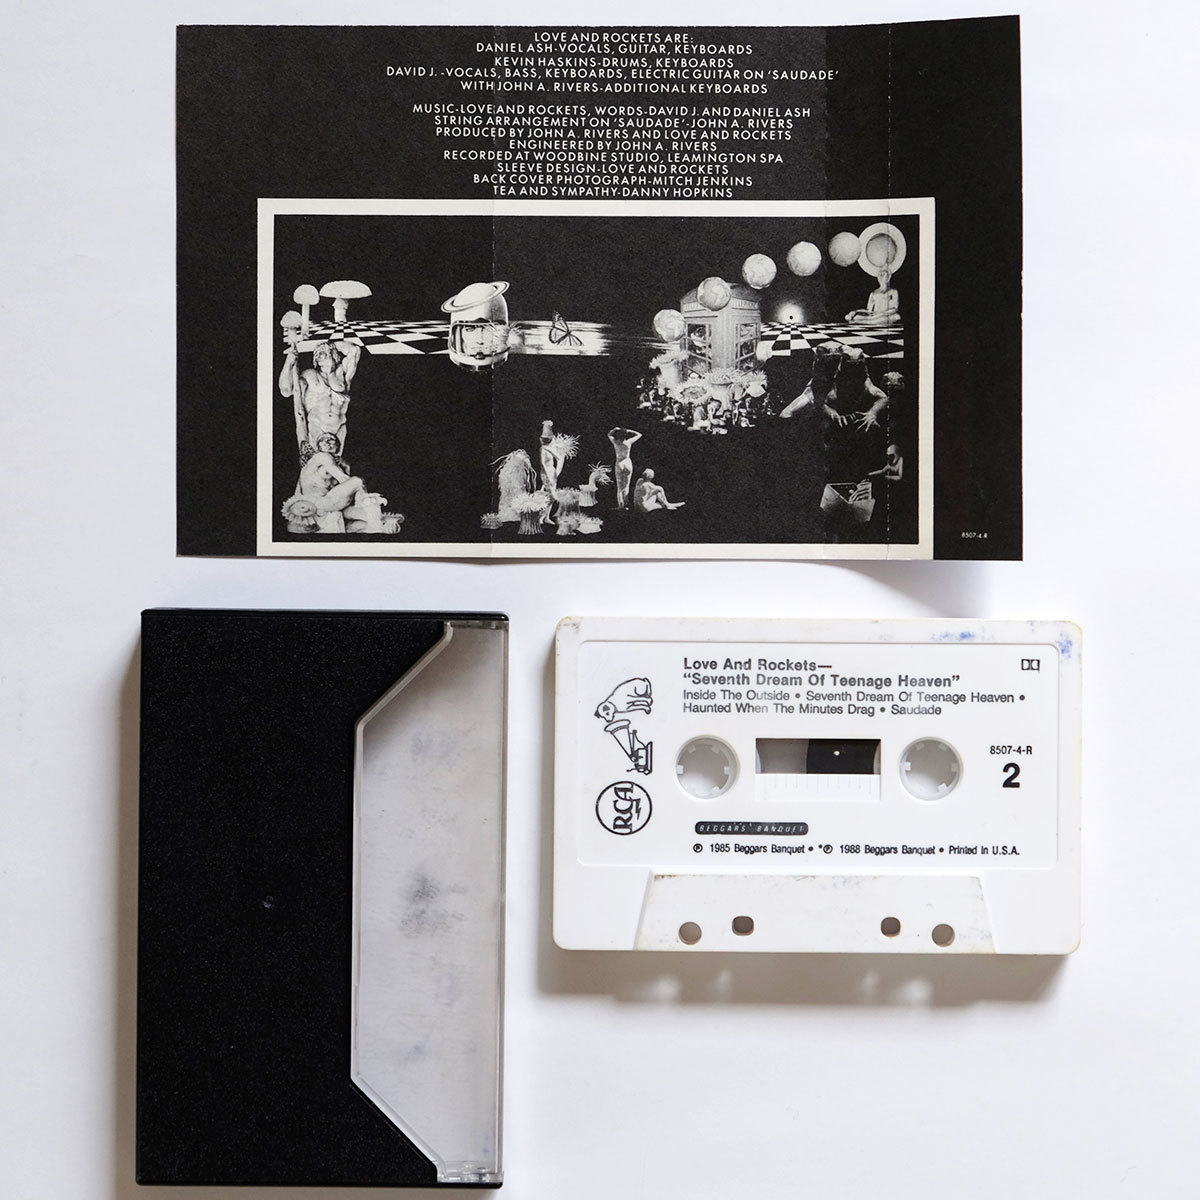 LOVE AND ROCKETS ARE:
DANIEL ASH-VOCALS, GUITAR, KEYBOARDS
KEVIN HASKINS-DRUMS, KEYBOARDS
DAVID J. -VOCALS, BASS, KEYBOARDS, ELECTRIC GUITAR ON 'SAUDADE'
WITH JOHN A. RIVERS-ADDITIONAL KEYBOARDS
MUSIC-LOVE AND ROCKETS, WORDS-DAVID J. AND DANIEL ASH
STRING ARRANGEMENT ON 'SAUDADE'-JOHN A. RIVERS
PRODUCED BY JOHN A. RIVERS AND LOVE AND ROCKETS
ENGINEERED BY JOHN A. RIVERS
RECORDED AT WOODBINE STUDIO, LEAMINGTON SPA
SLEEVE DESIGN-LOVE AND ROCKETS
BACK COVER PHOTOGRAPH-MITCH JENKINS
TEA AND SYMPATHY-DANNY HOPKINS
8507-4-R
Love And Rockets—
"Seventh Dream Of Teenage Heaven"
Inside The Outside • Seventh Dream Of Teenage Heaven •
Haunted When The Minutes Drag • Saudade
8507-4-R
2
RCA
BEGGARS BANQUET
℗ 1985 Beggars Banquet • *℗ 1988 Beggars Banquet • Printed In U.S.A.